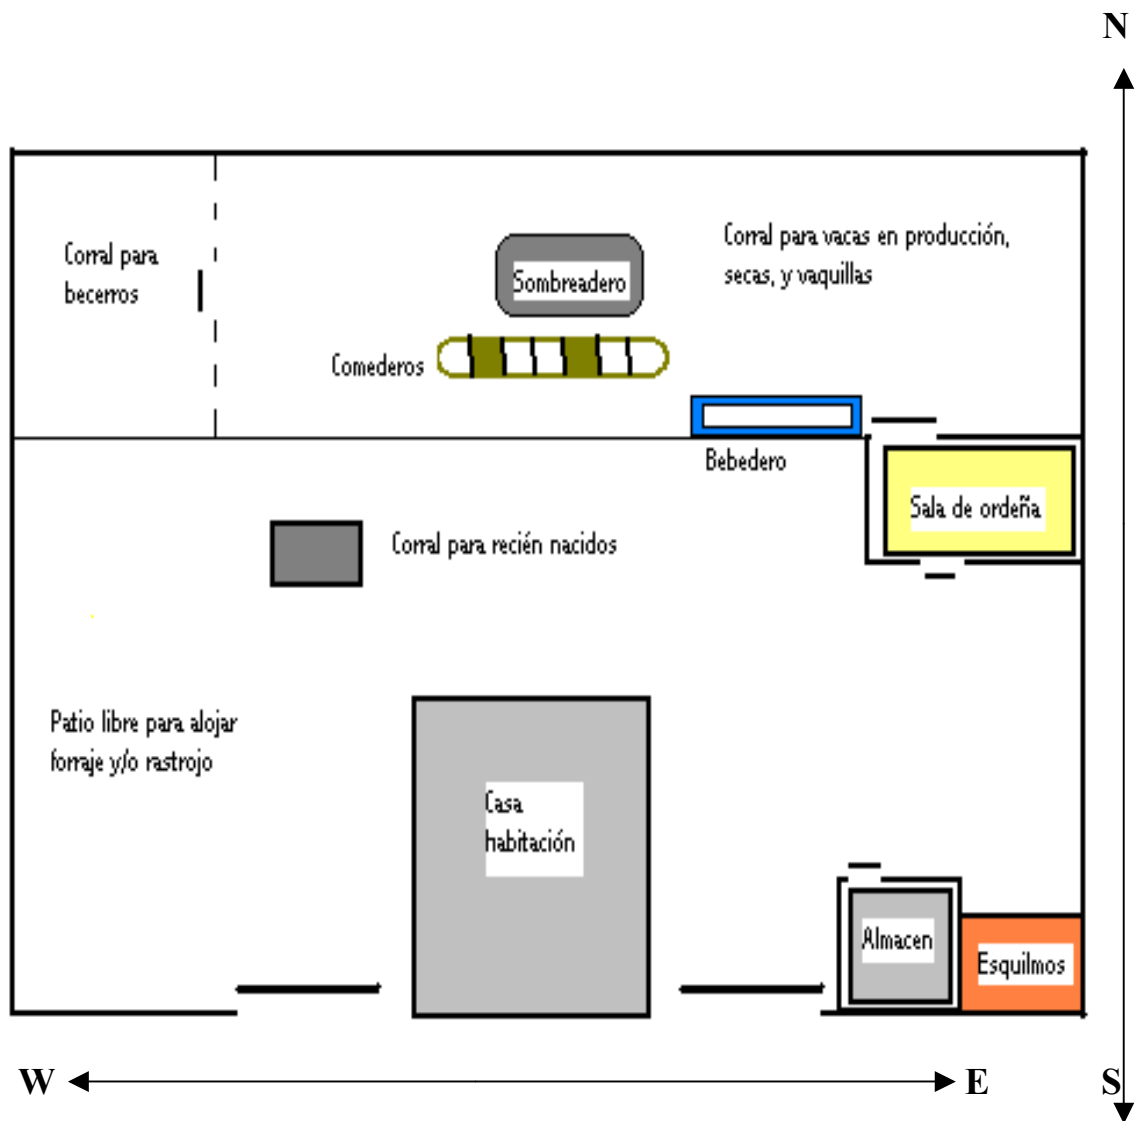 N
Corral para
becerros
Sombreadero
Corral para vacas en producción,
secas, y vaquillas
Comederos
Bebedero
Sala de ordeña
Corral para recién nacidos
Patio libre para alojar
forraje y/o rastrojo
Casa
habitación
Almacen
Esquilmos
W
E
S